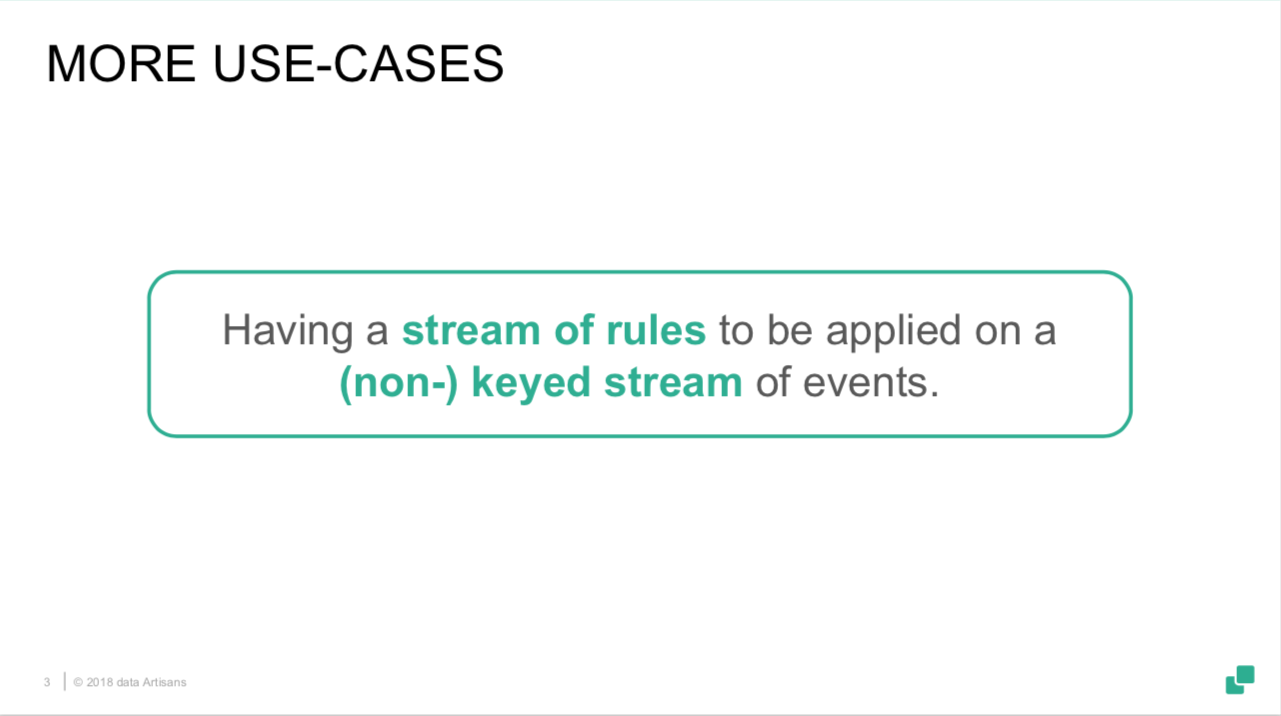 MORE USE-CASES
Having a stream of rules to be applied on a
(non-) keyed stream of events.
3 © 2018 data Artisans